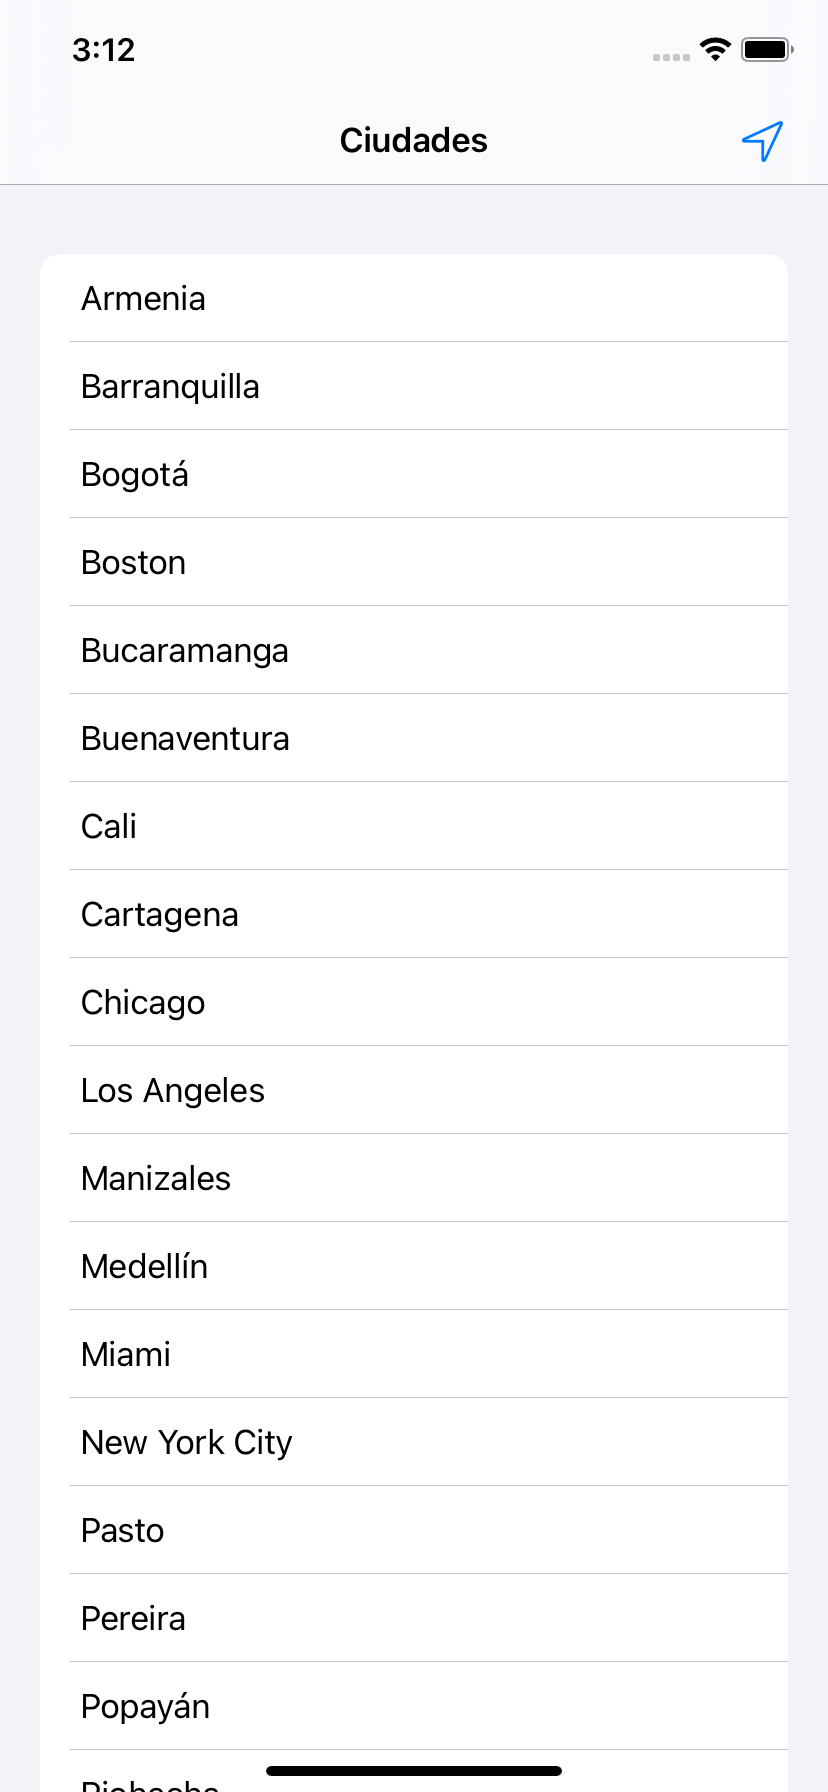 3:12
Ciudades
Armenia
Barranquilla
Bogotá
Boston
Bucaramanga
Buenaventura
Cali
Cartagena
Chicago
Los Angeles
Manizales
Medellín
Miami
New York City
Pasto
Pereira
Popayán